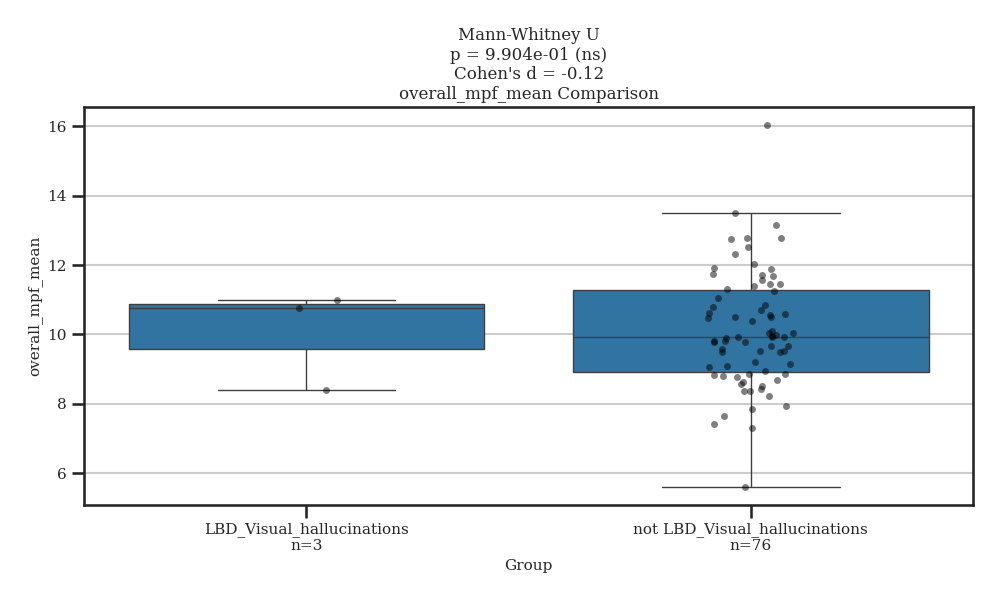 Mann-Whitney U
p = 9.904e-01 (ns)
Cohen's d = -0.12
overall_mpf_mean Comparison
16
14
12
10
8
6
overall_mpf_mean
LBD_Visual_hallucinations
n=3
not LBD_Visual_hallucinations
n=76
Group